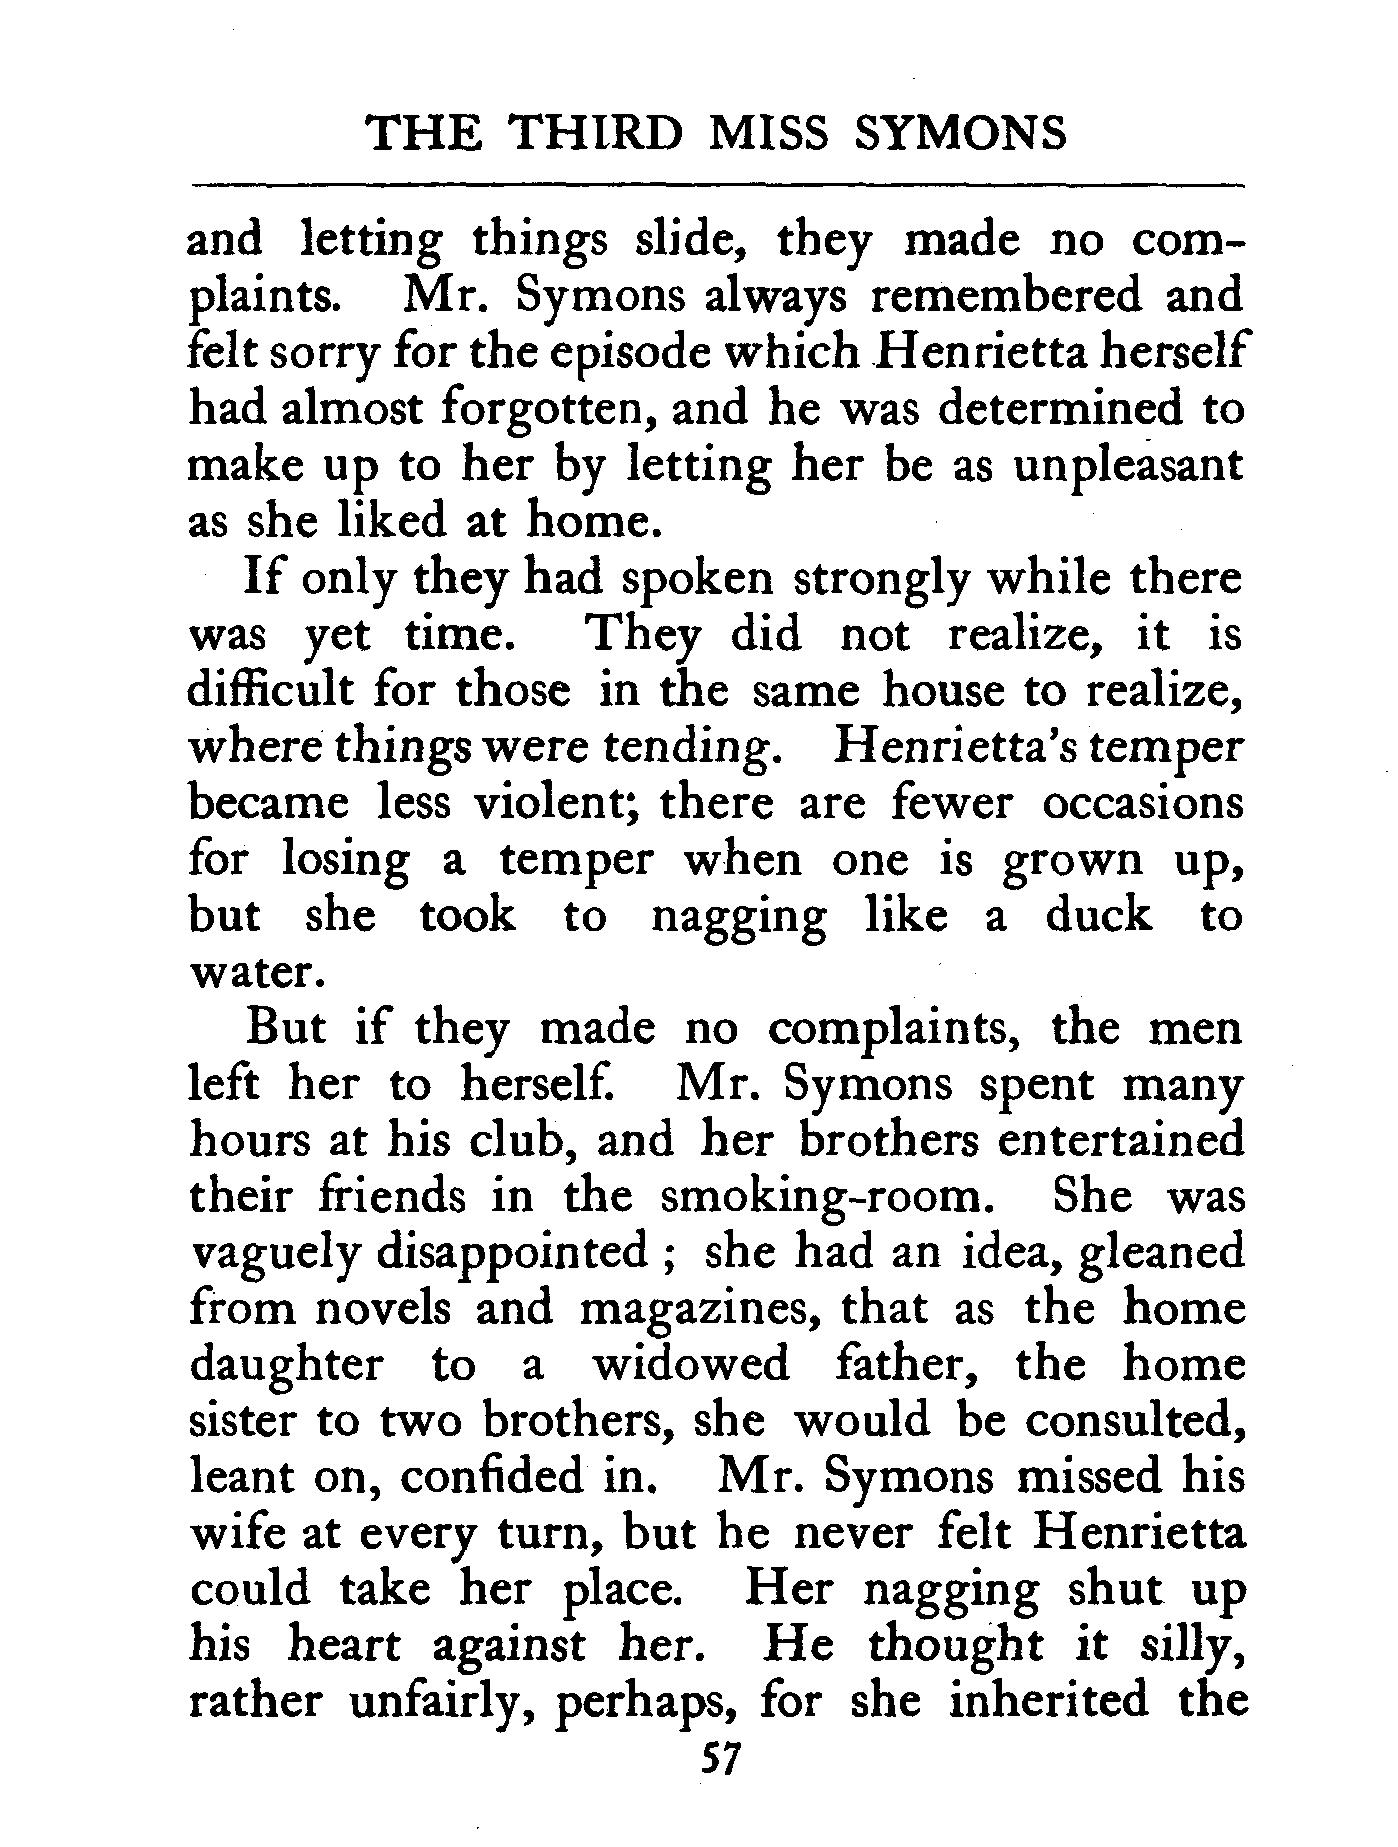 THE THIRD MISS SYMONS
and letting things slide, they made no com-
plaints. Mr. Symons always remembered and
felt sorry for the episode which Henrietta herself
had almost forgotten, and he was determined to
make up to her by letting her be as unpleasant
as she liked at home.
If only they had spoken strongly while there
was yet time. They did not realize, it is
difficult for those in the same house to realize,
where things were tending. Henrietta's temper
became less violent; there are fewer occasions
for losing a temper when one is grown up,
but she took to nagging like a duck to
water.
But if they made no complaints, the men
left her to herself. Mr. Symons spent many
hours at his club, and her brothers entertained
their friends in the smoking-room. She was
vaguely disappointed ; she had an idea, gleaned
from novels and magazines, that as the home
daughter to a widowed father, the home
sister to two brothers, she would be consulted,
leant on, confided in. Mr. Symons missed his
wife at every turn, but he never felt Henrietta
could take her place. Her nagging shut up
his heart against her. He thought it silly,
rather unfairly, perhaps, for she inherited the
57